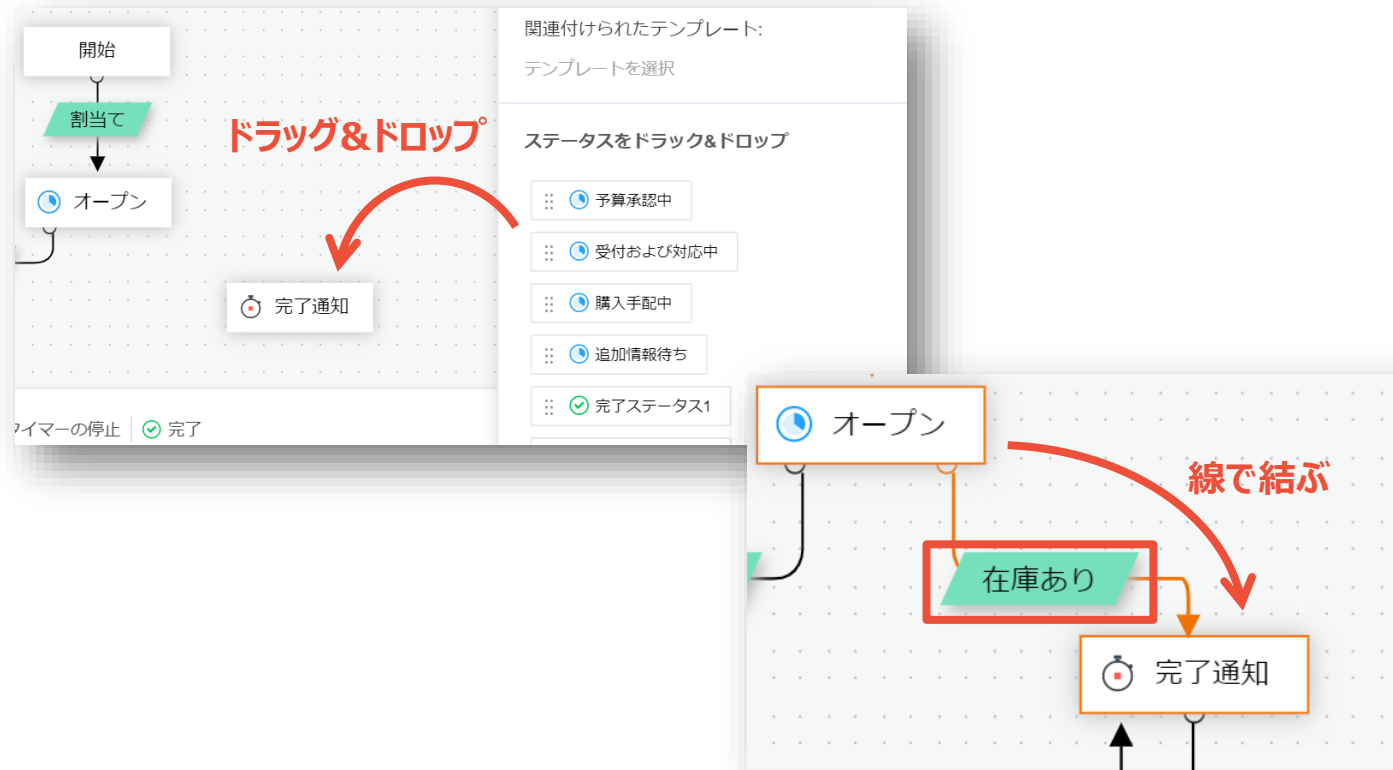 開始
割当て
オープン
完了通知
ドラッグ&ドロップ
イマーの停止
完了
関連付けられたテンプレート:
テンプレートを選択
ステータスをドラック&ドロップ
予算承認中
受付および対応中
購入手配中
追加情報待ち
完了ステータス1
オープン
線で結ぶ
在庫あり
完了通知